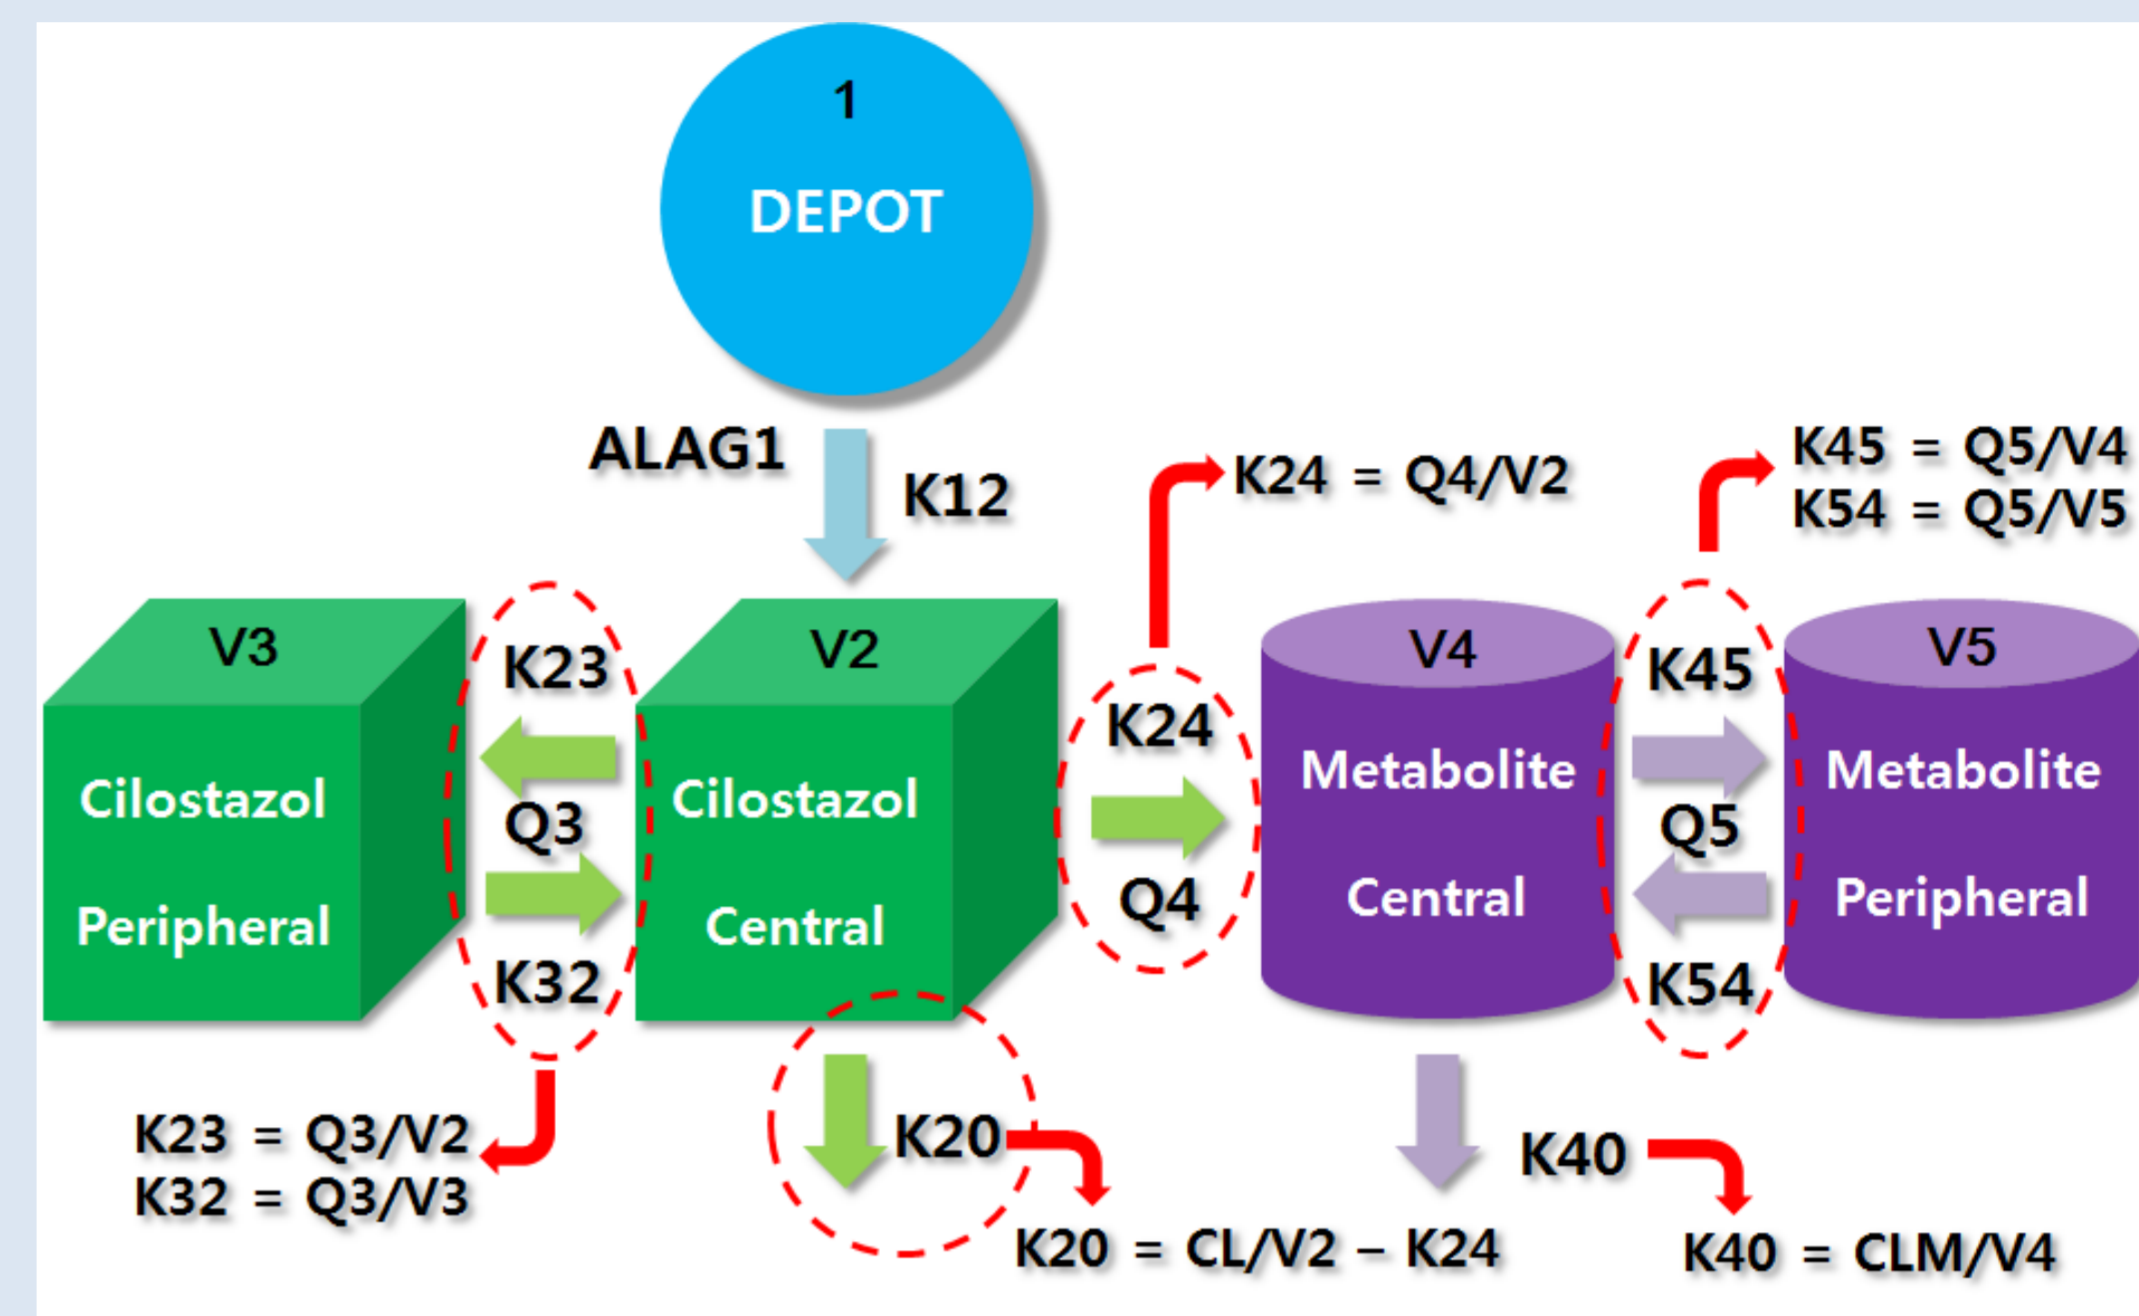 1
DEPOT
ALAG1
K12
K24 = Q4/V2
K45 = Q5/V4
K54 = Q5/V5
V3
Cilostazol
Peripheral
K23
Q3
K32
V2
Cilostazol
Central
K24
Q4
V4
Metabolite
Central
K45
Q5
K54
V5
Metabolite
Peripheral
K23 = Q3/V2
K32 = Q3/V3
K20
K20 = CL/V2 – K24
K40
K40 = CLM/V4